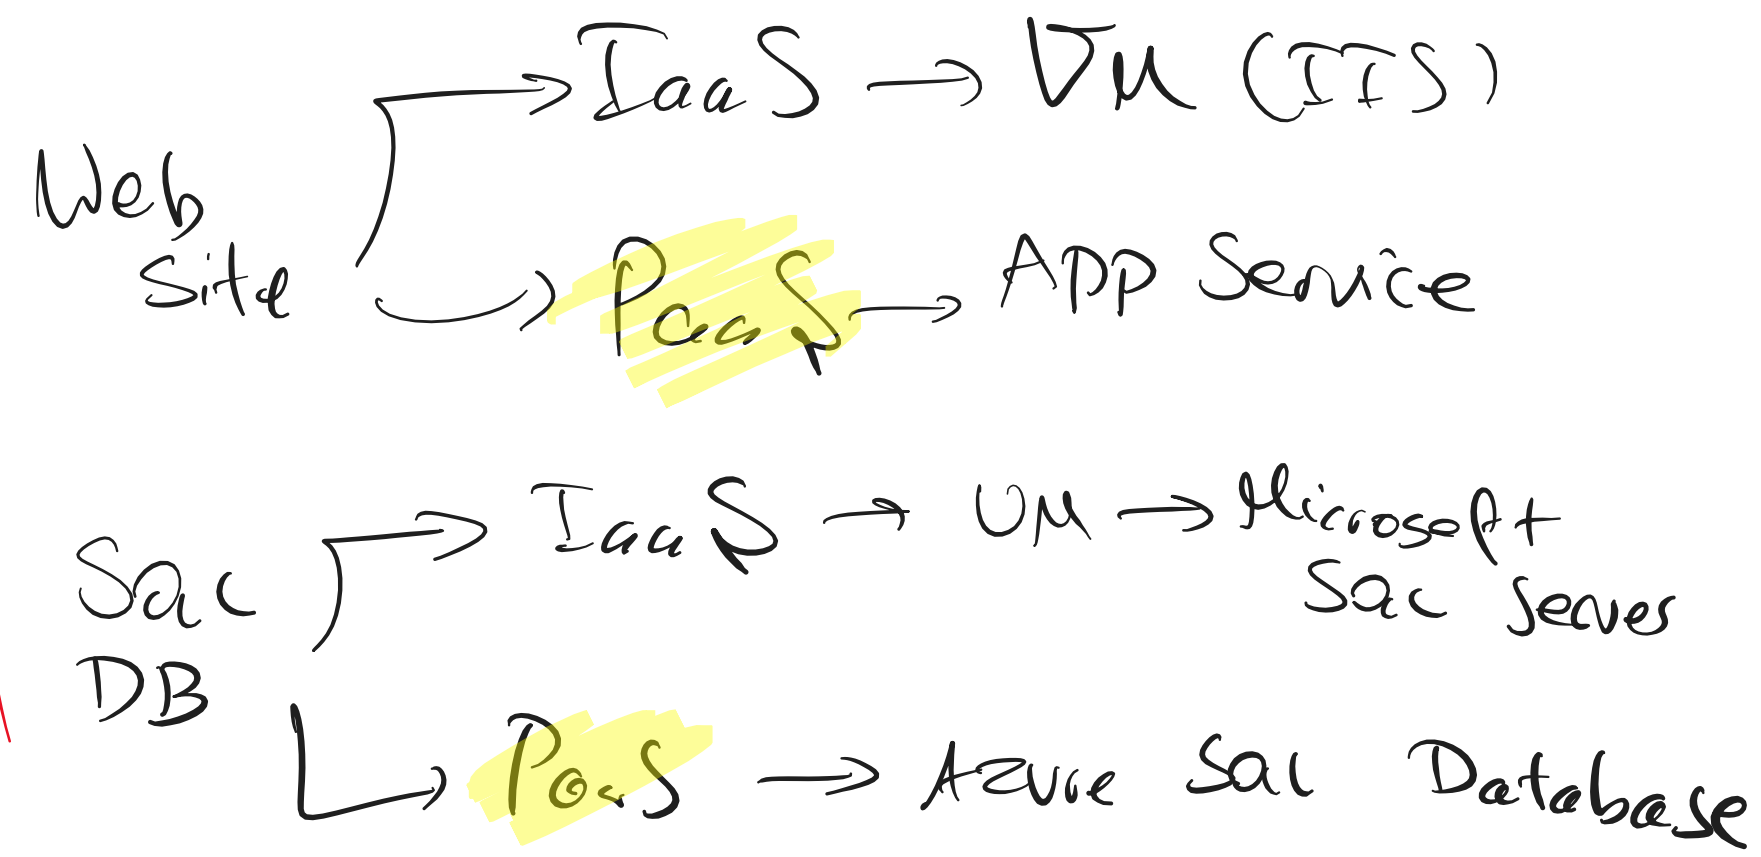 Web Site
IaaS → VM (IIS)
PaaS → App Service
SQL DB
IaaS → VM → Microsoft SQL Server
PaaS → Azure SQL Database